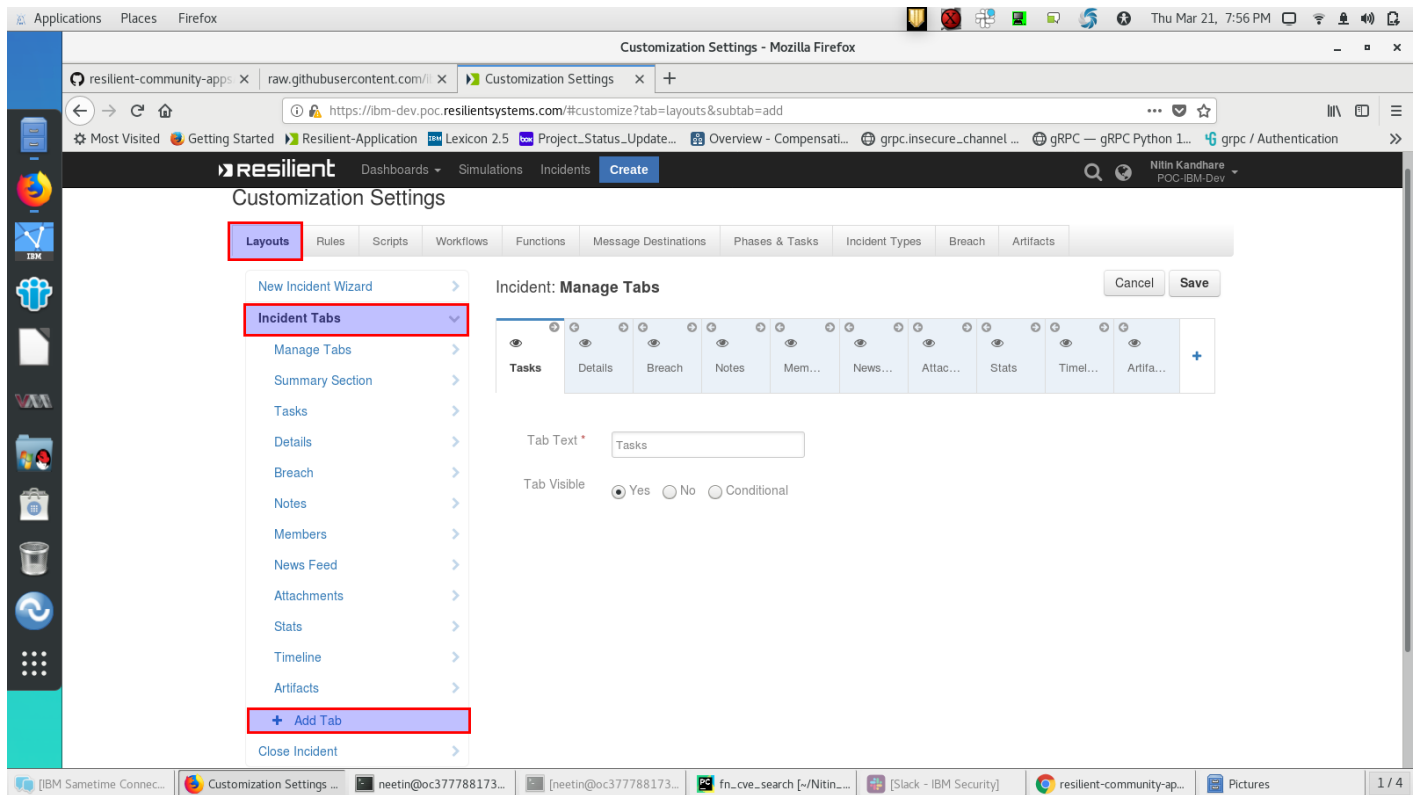 Applications Places Firefox Thu Mar 21, 7:56 PM
Customization Settings - Mozilla Firefox
resilient-community-apps raw.githubusercontent.com/ Customization Settings
https://ibm-dev.poc.resilientsystems.com/#customize?tab=layouts&subtab=add
Most Visited Getting Started Resilient-Application IBM Lexicon 2.5 box Project_Status_Update... Overview - Compensati... grpc.insecure_channel ... gRPC — gRPC Python 1... grpc / Authentication
resilient Dashboards Simulations Incidents Create Nitin Kandhare
POC-IBM-Dev
Customization Settings
Layouts Rules Scripts Workflows Functions Message Destinations Phases & Tasks Incident Types Breach Artifacts
New Incident Wizard
Incident: Manage Tabs Cancel Save
Incident Tabs
Manage Tabs
Tasks Details Breach Notes Mem... News... Attac... Stats Timel... Artifa... +
Summary Section
Tasks
Details
Tab Text * Tasks
Breach
Tab Visible Yes No Conditional
Notes
Members
News Feed
Attachments
Stats
Timeline
Artifacts
+ Add Tab
Close Incident
IBM
[IBM Sametime Connec... Customization Settings ... neetin@oc377788173... [neetin@oc377788173... fn_cve_search [~/Nitin_... [Slack - IBM Security] resilient-community-ap... Pictures 1 / 4